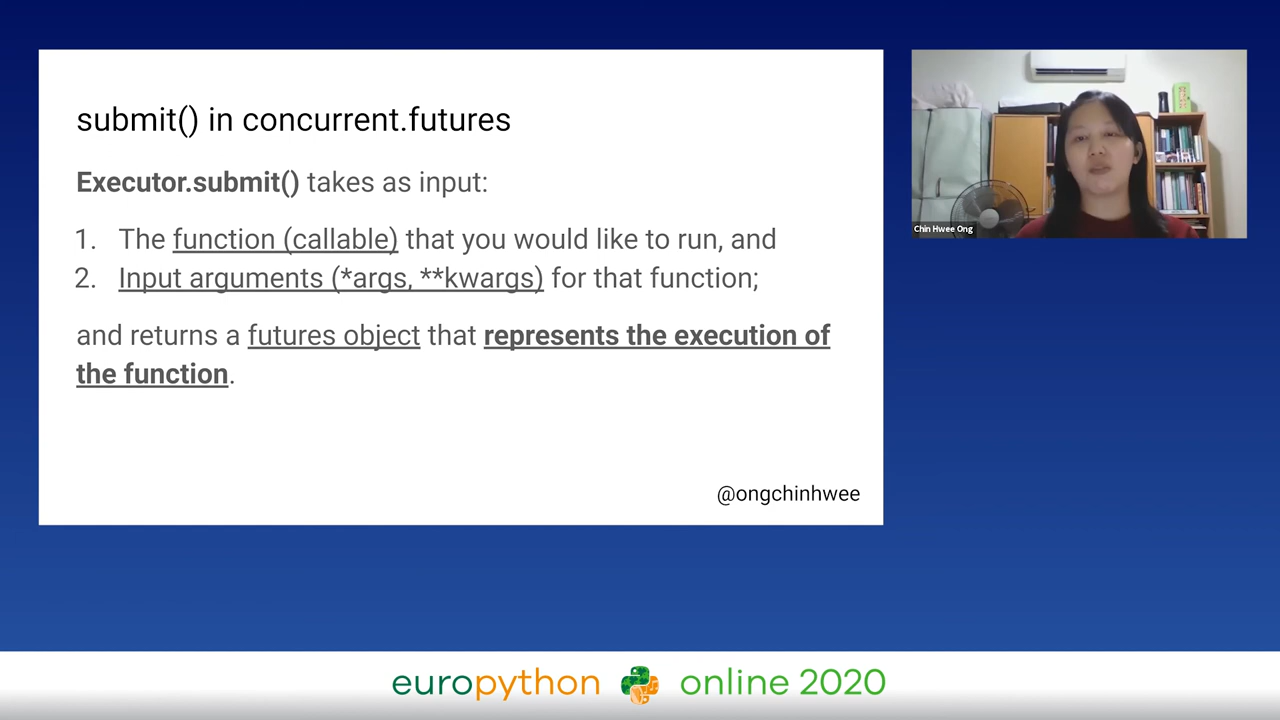 submit() in concurrent.futures
Executor.submit() takes as input:
1. The function (callable) that you would like to run, and
2. Input arguments (*args, **kwargs) for that function;
and returns a futures object that represents the execution of
the function.
@ongchinhwee
Chin Hwee Ong
europython online 2020